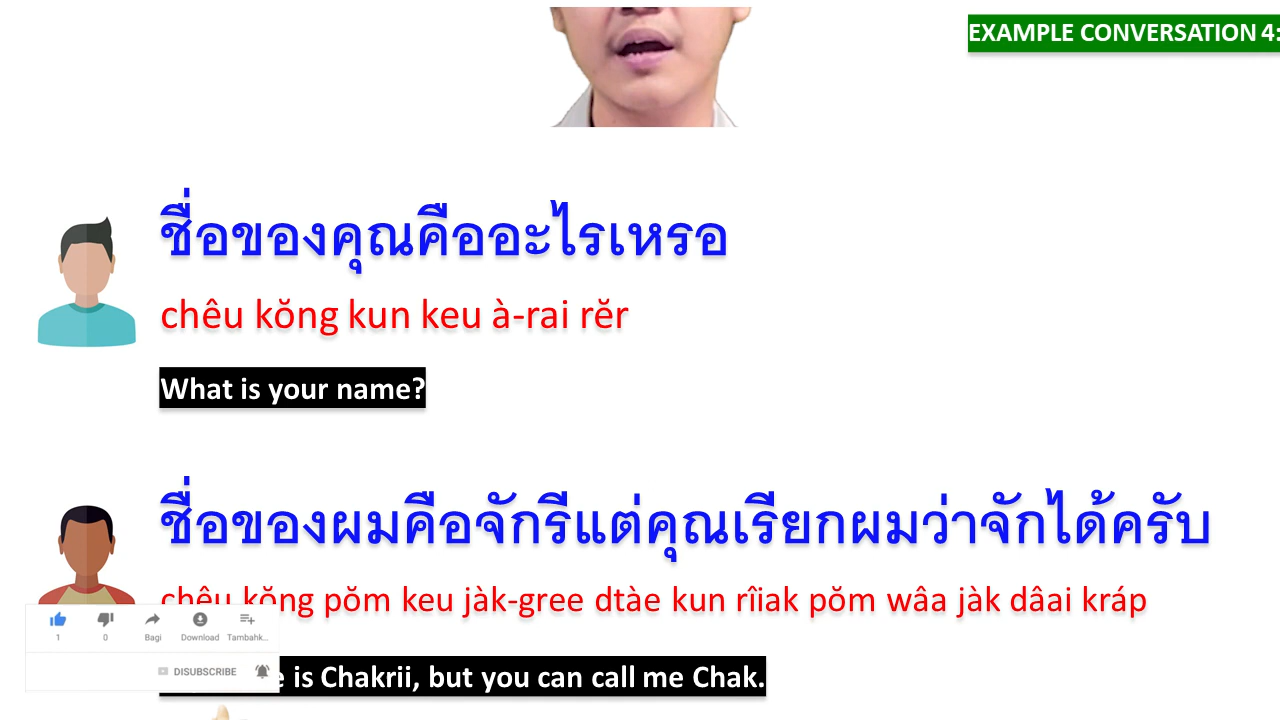 EXAMPLE CONVERSATION 4:
ชื่อของคุณคืออะไรเหรอ
chêu kŏng kun keu à-rai rĕr
What is your name?
ชื่อของผมคือจักรีแต่คุณเรียกผมว่าจักได้ครับ
chêu kŏng pŏm keu jàk-gree dtàe kun rîiak pŏm wâa jàk dâai kráp
1 0 Bagi Download Tambahk...
DISUBSCRIBE
is Chakrii, but you can call me Chak.